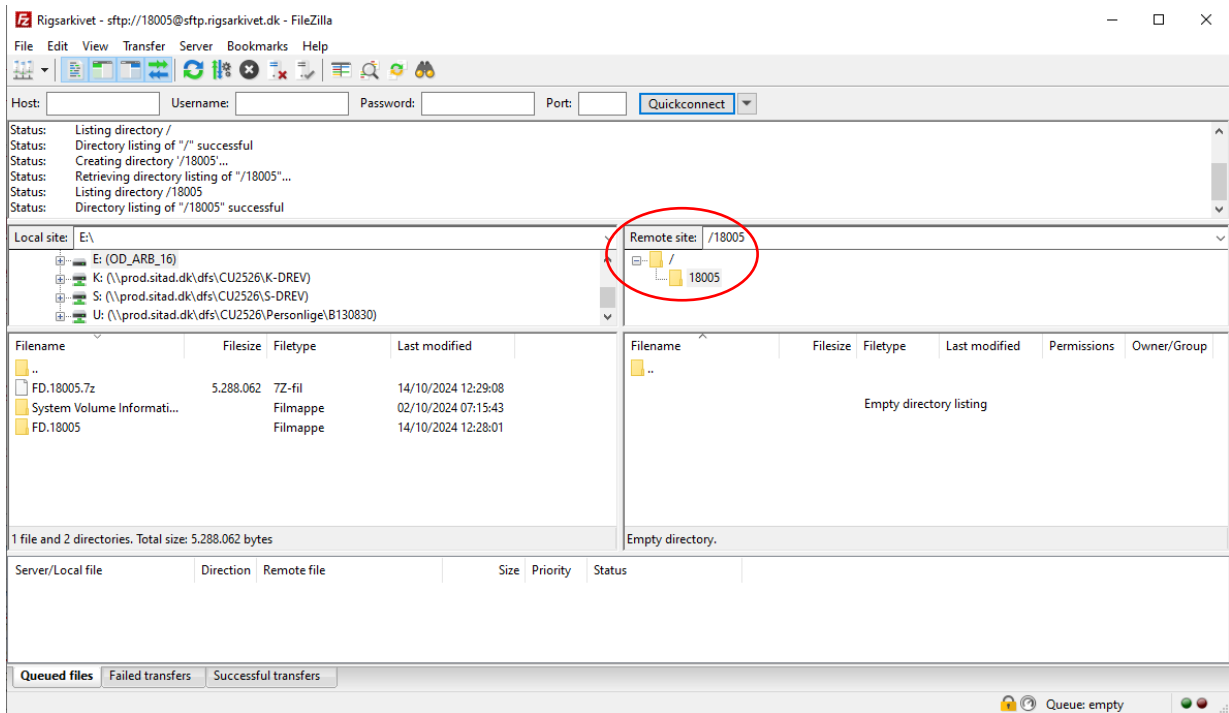 Rigsarkivet - sftp://18005@sftp.rigsarkivet.dk - FileZilla
File Edit View Transfer Server Bookmarks Help
Host: Username: Password: Port: Quickconnect
Status: Listing directory /
Status: Directory listing of "/" successful
Status: Creating directory '/18005'...
Status: Retrieving directory listing of "/18005"...
Status: Listing directory /18005
Status: Directory listing of "/18005" successful
Local site: E:\
E: (OD_ARB_16)
K: (\\prod.sitad.dk\dfs\CU2526\K-DREV)
S: (\\prod.sitad.dk\dfs\CU2526\S-DREV)
U: (\\prod.sitad.dk\dfs\CU2526\Personlige\B130830)
Remote site: /18005
/
18005
Filename Filesize Filetype Last modified
..
FD.18005.7z 5.288.062 7Z-fil 14/10/2024 12:29:08
System Volume Informati... Filmappe 02/10/2024 07:15:43
FD.18005 Filmappe 14/10/2024 12:28:01
1 file and 2 directories. Total size: 5.288.062 bytes
Filename Filesize Filetype Last modified Permissions Owner/Group
..
Empty directory listing
Empty directory.
Server/Local file Direction Remote file Size Priority Status
Queued files Failed transfers Successful transfers
Queue: empty